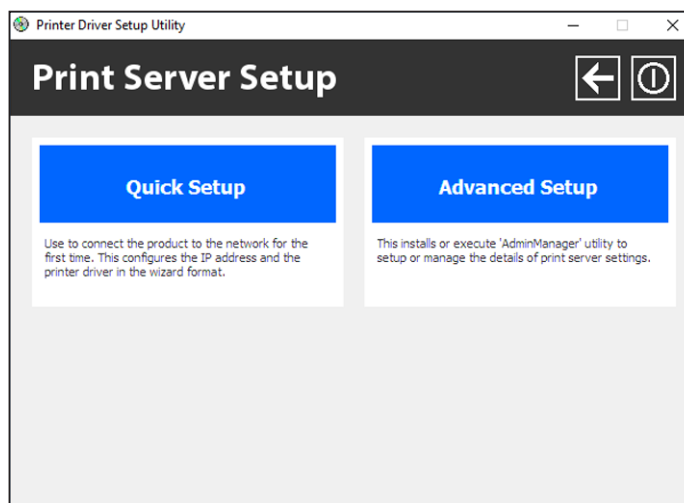 Printer Driver Setup Utility
Print Server Setup
Quick Setup
Use to connect the product to the network for the
first time. This configures the IP address and the
printer driver in the wizard format.
Advanced Setup
This installs or execute 'AdminManager' utility to
setup or manage the details of print server settings.